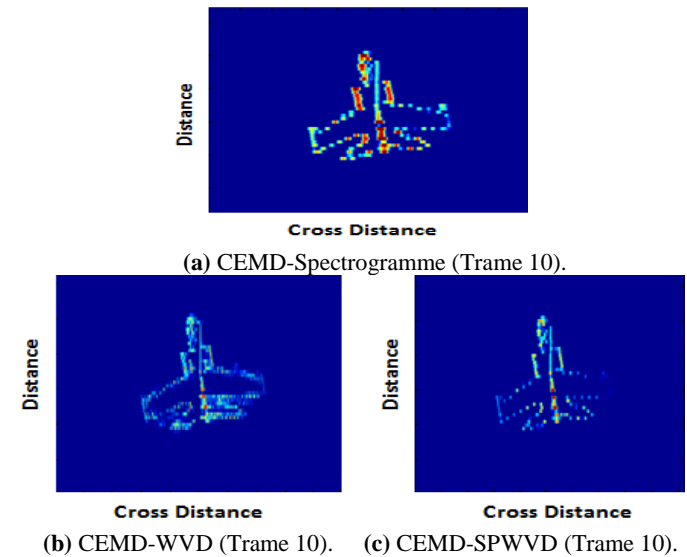 Distance
Cross Distance
(a) CEMD-Spectrogramme (Trame 10).
Distance
Cross Distance
(b) CEMD-WVD (Trame 10).
Distance
Cross Distance
(c) CEMD-SPWVD (Trame 10).